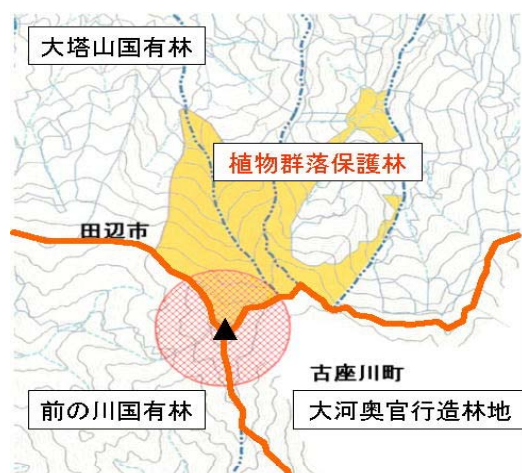 大塔山国有林
植物群落保護林
田辺市
古座川町
前の川国有林
大河奥官行造林地